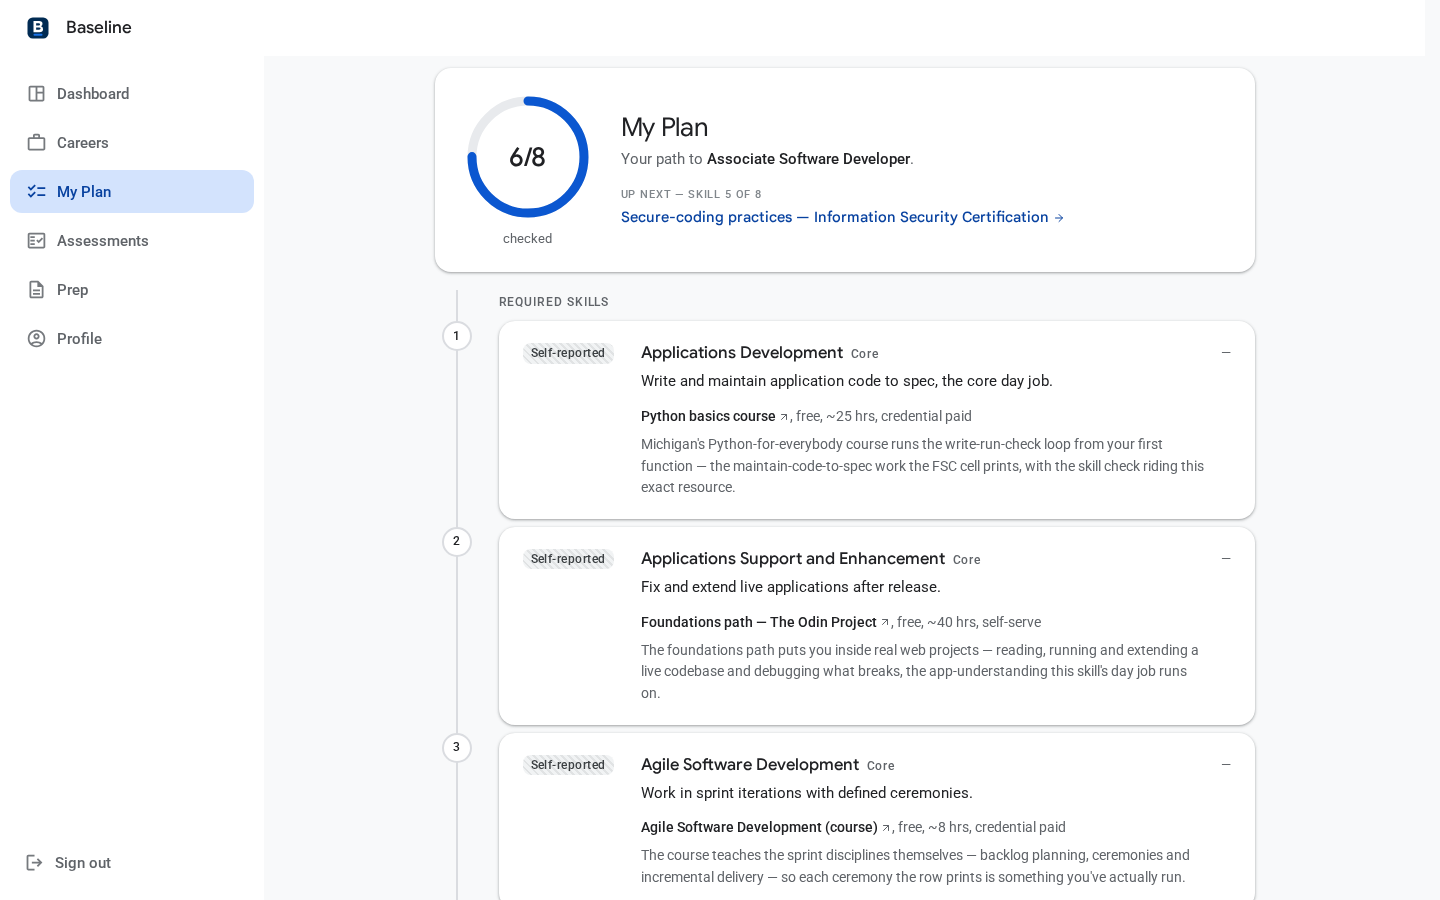 B Baseline
Dashboard
Careers
My Plan
Assessments
Prep
Profile
Sign out
6/8
checked
My Plan
Your path to Associate Software Developer.
UP NEXT — SKILL 5 OF 8
Secure-coding practices — Information Security Certification →
REQUIRED SKILLS
1
Self-reported
Applications Development Core
–
Write and maintain application code to spec, the core day job.
Python basics course ↗, free, ~25 hrs, credential paid
Michigan's Python-for-everybody course runs the write-run-check loop from your first
function — the maintain-code-to-spec work the FSC cell prints, with the skill check riding this
exact resource.
2
Self-reported
Applications Support and Enhancement Core
–
Fix and extend live applications after release.
Foundations path — The Odin Project ↗, free, ~40 hrs, self-serve
The foundations path puts you inside real web projects — reading, running and extending a
live codebase and debugging what breaks, the app-understanding this skill's day job runs
on.
3
Self-reported
Agile Software Development Core
–
Work in sprint iterations with defined ceremonies.
Agile Software Development (course) ↗, free, ~8 hrs, credential paid
The course teaches the sprint disciplines themselves — backlog planning, ceremonies and
incremental delivery — so each ceremony the row prints is something you've actually run.